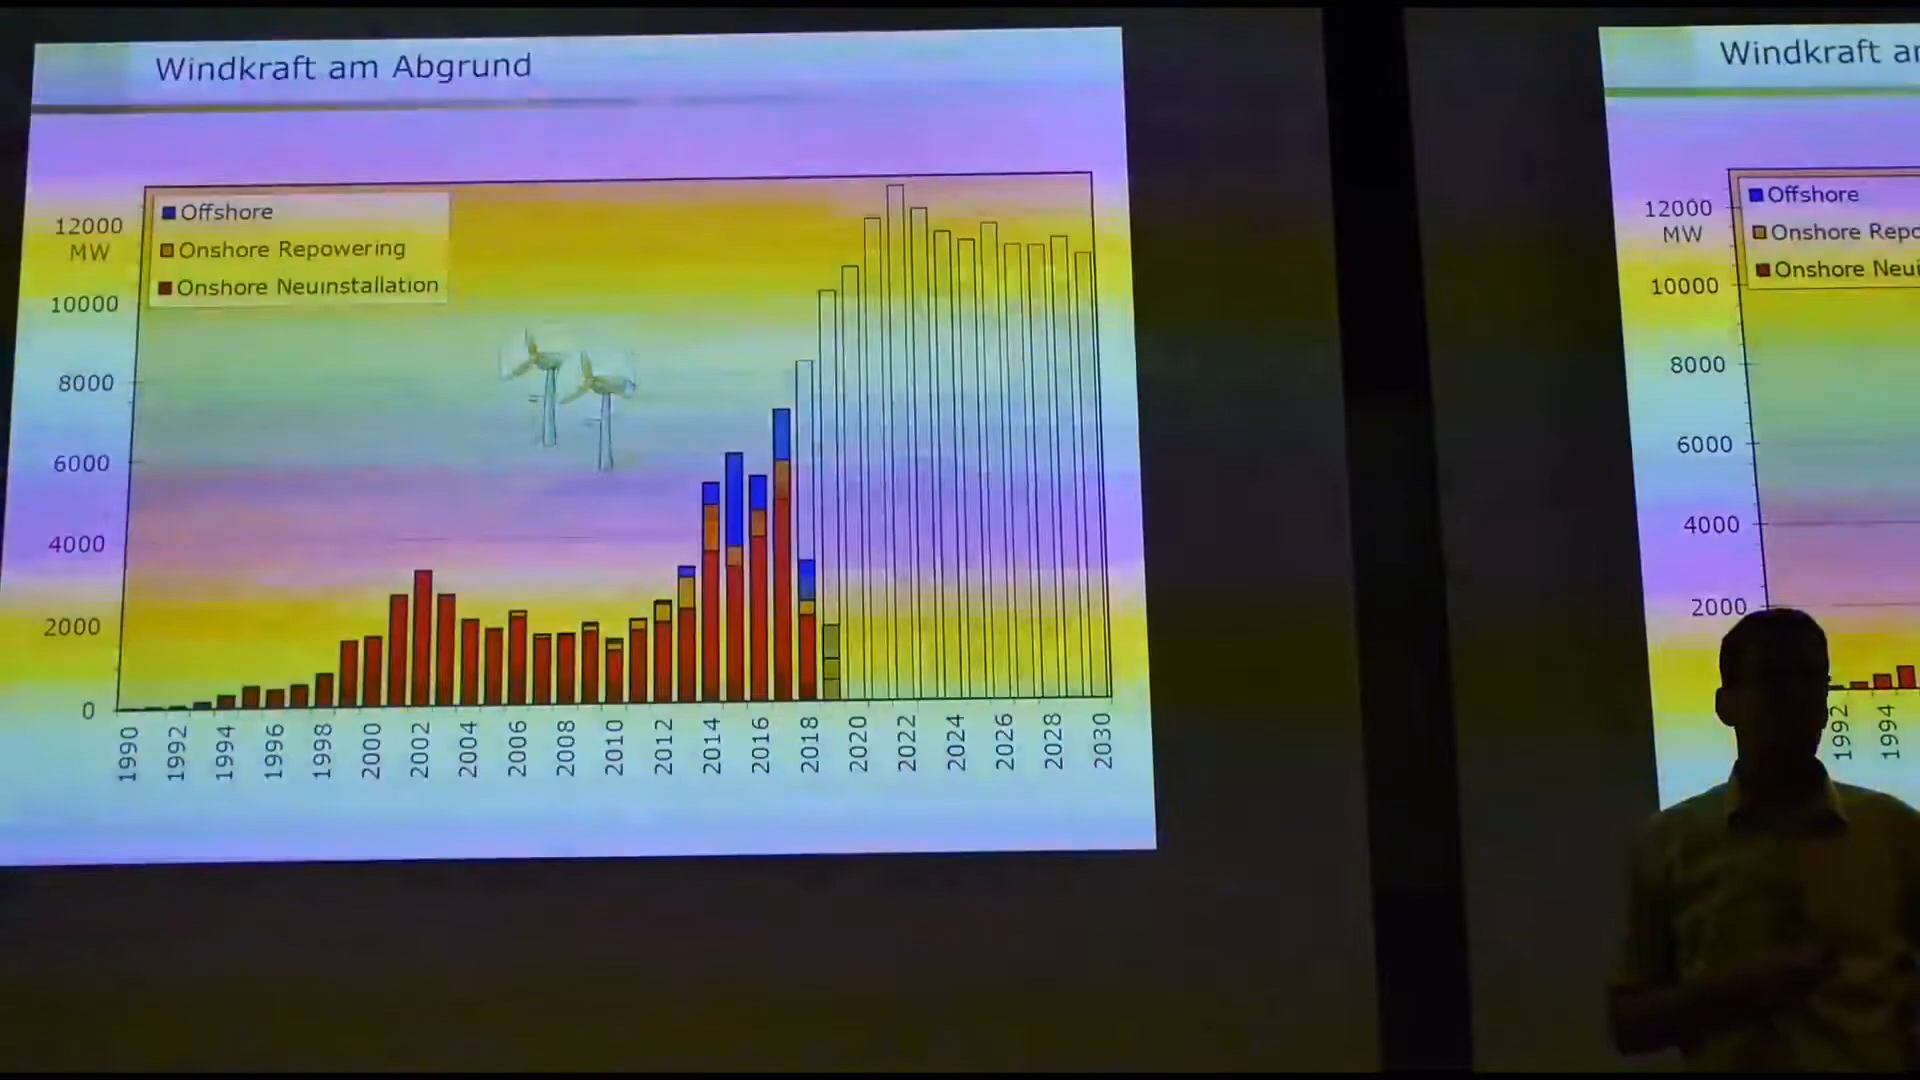 Windkraft am Abgrund
Offshore
Onshore Repowering
Onshore Neuinstallation
12000
MW
10000
8000
6000
4000
2000
0
1990 1992 1994 1996 1998 2000 2002 2004 2006 2008 2010 2012 2014 2016 2018 2020 2022 2024 2026 2028 2030
Windkraft a
Offshore
Onshore Repo
Onshore Neui
12000
MW
10000
8000
6000
4000
2000
1992 1994